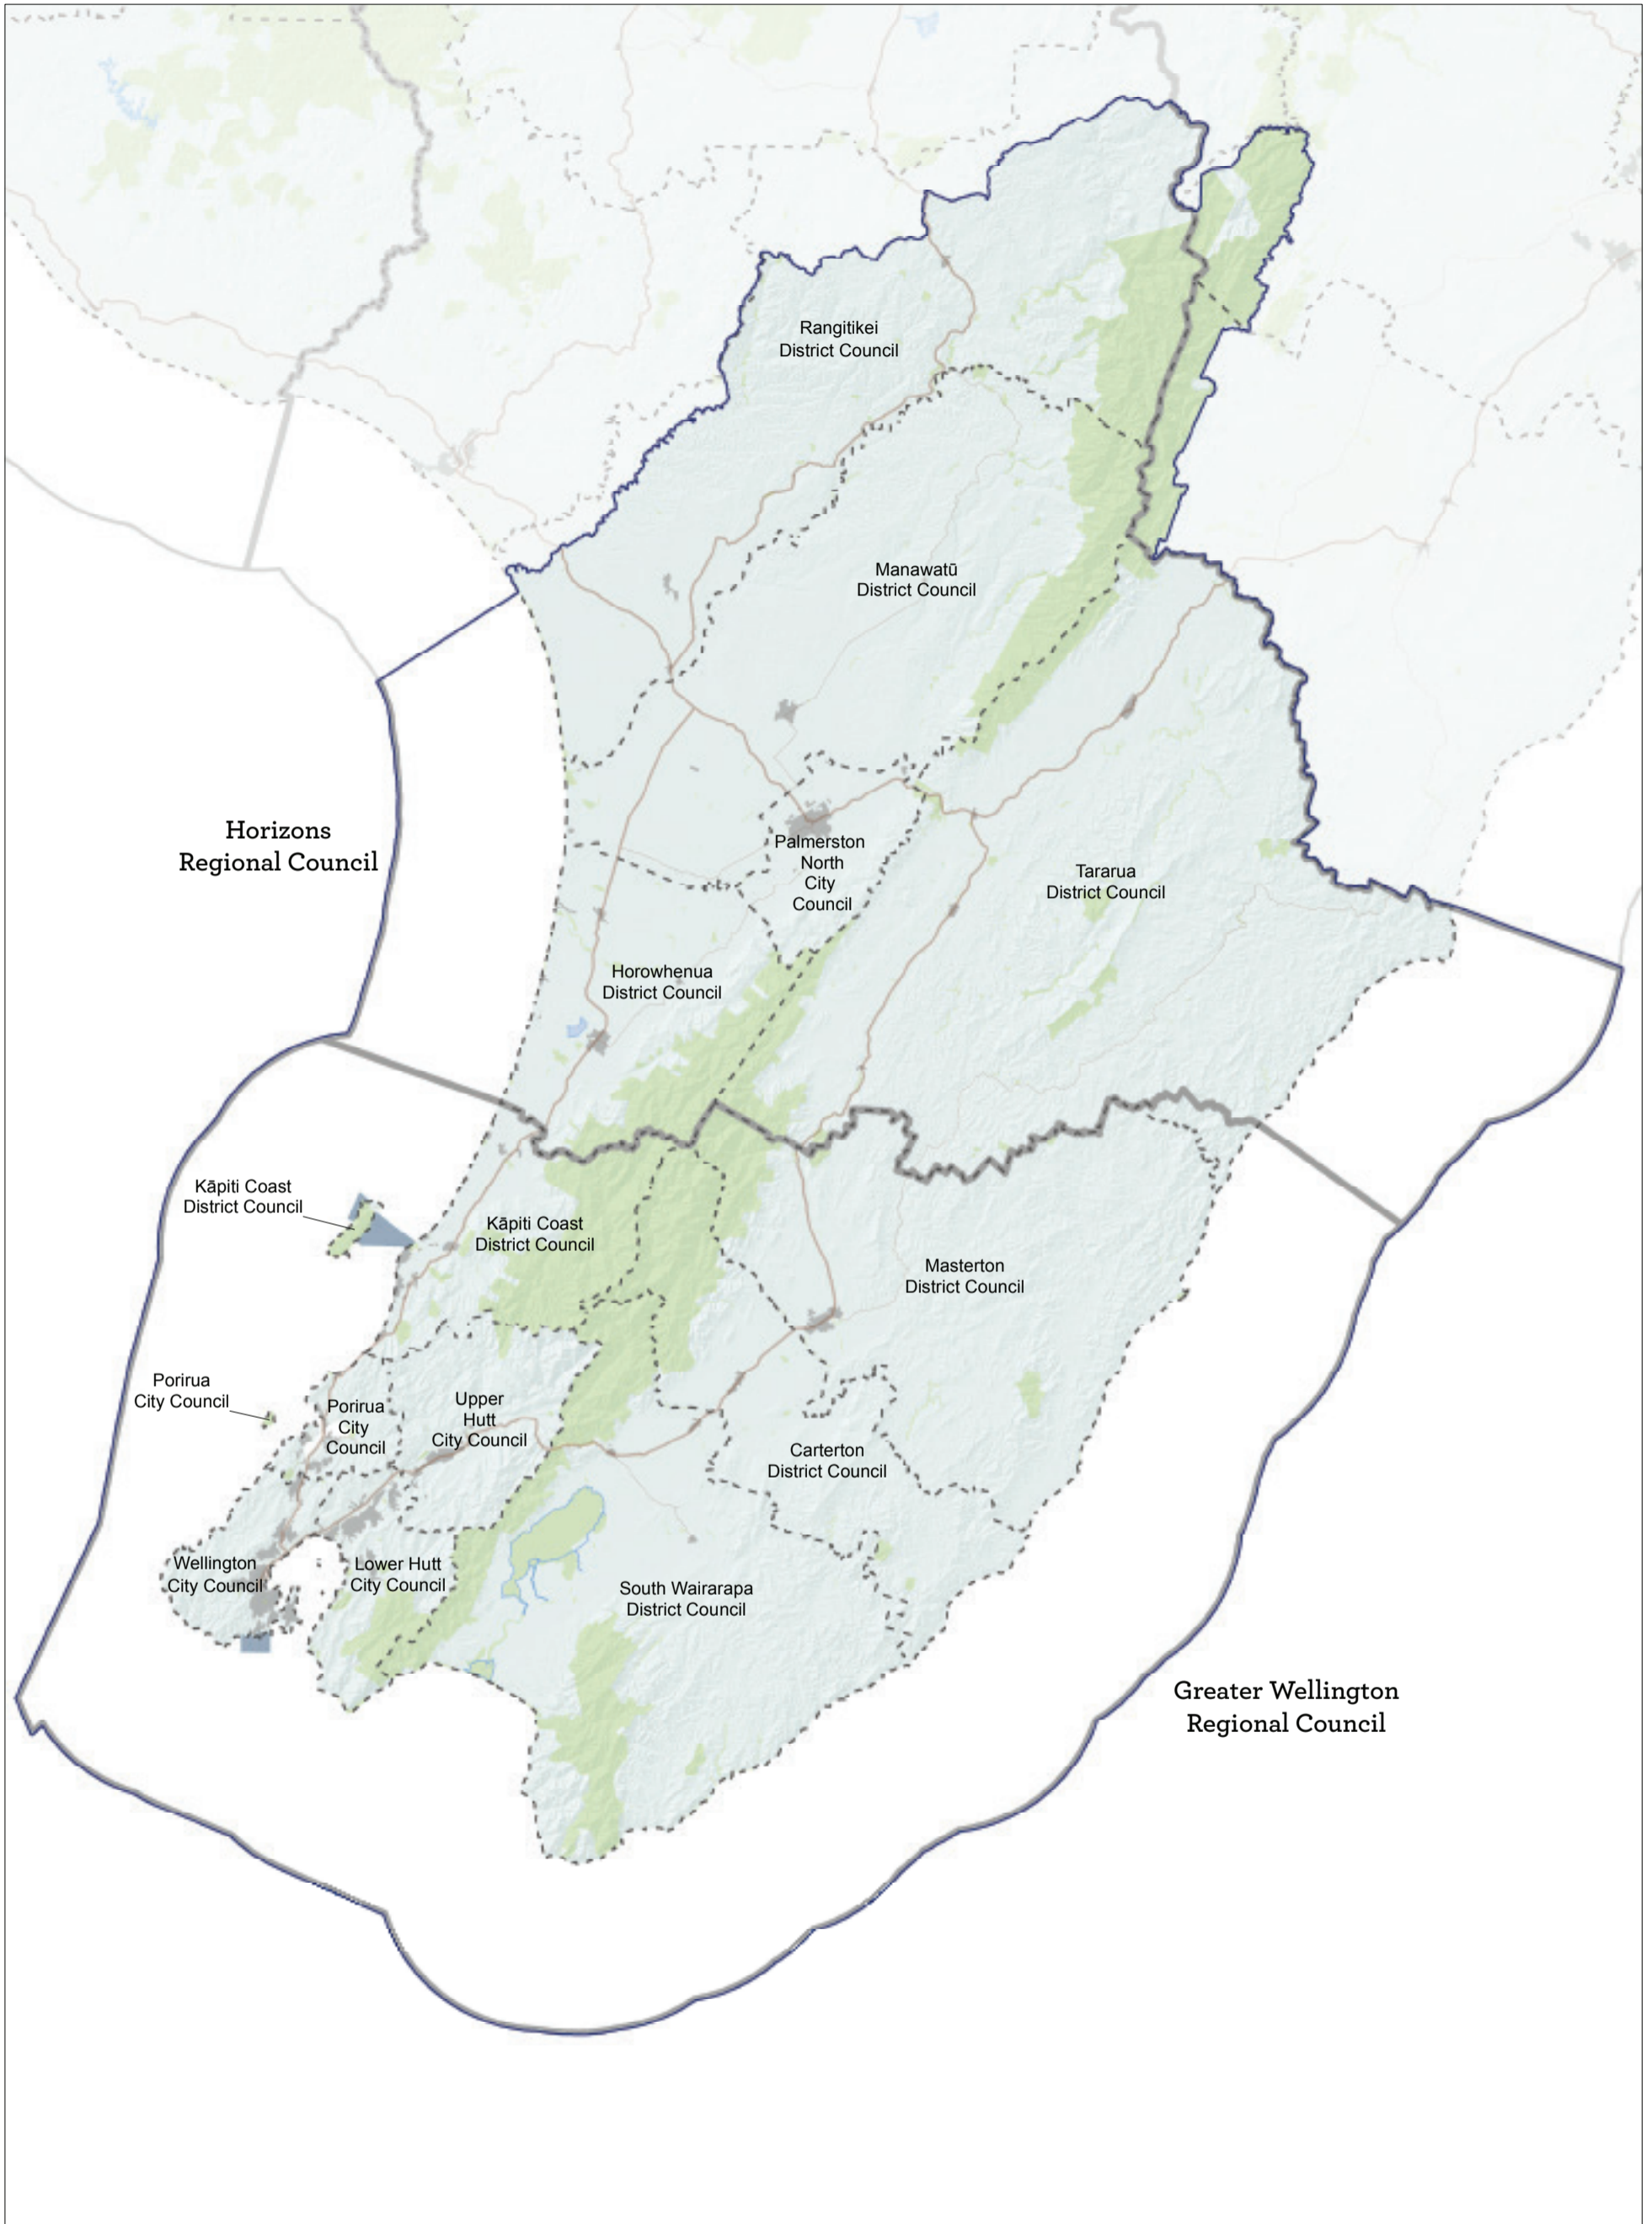 Rangitikei
District Council
Manawatū
District Council
Horizons
Regional Council
Palmerston
North
City
Council
Tararua
District Council
Horowhenua
District Council
Kāpiti Coast
District Council
Kāpiti Coast
District Council
Masterton
District Council
Porirua
City Council
Porirua
City
Council
Upper
Hutt
City Council
Carterton
District Council
Wellington
City Council
Lower Hutt
City Council
South Wairarapa
District Council
Greater Wellington
Regional Council